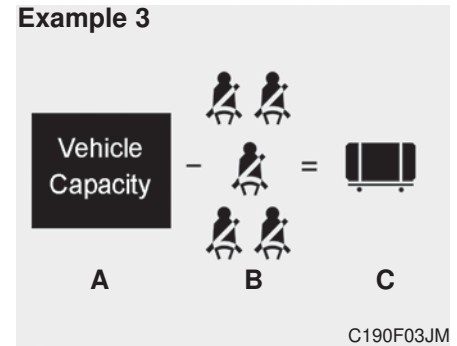 Example 3
Vehicle
Capacity
-
=
A B C
C190F03JM